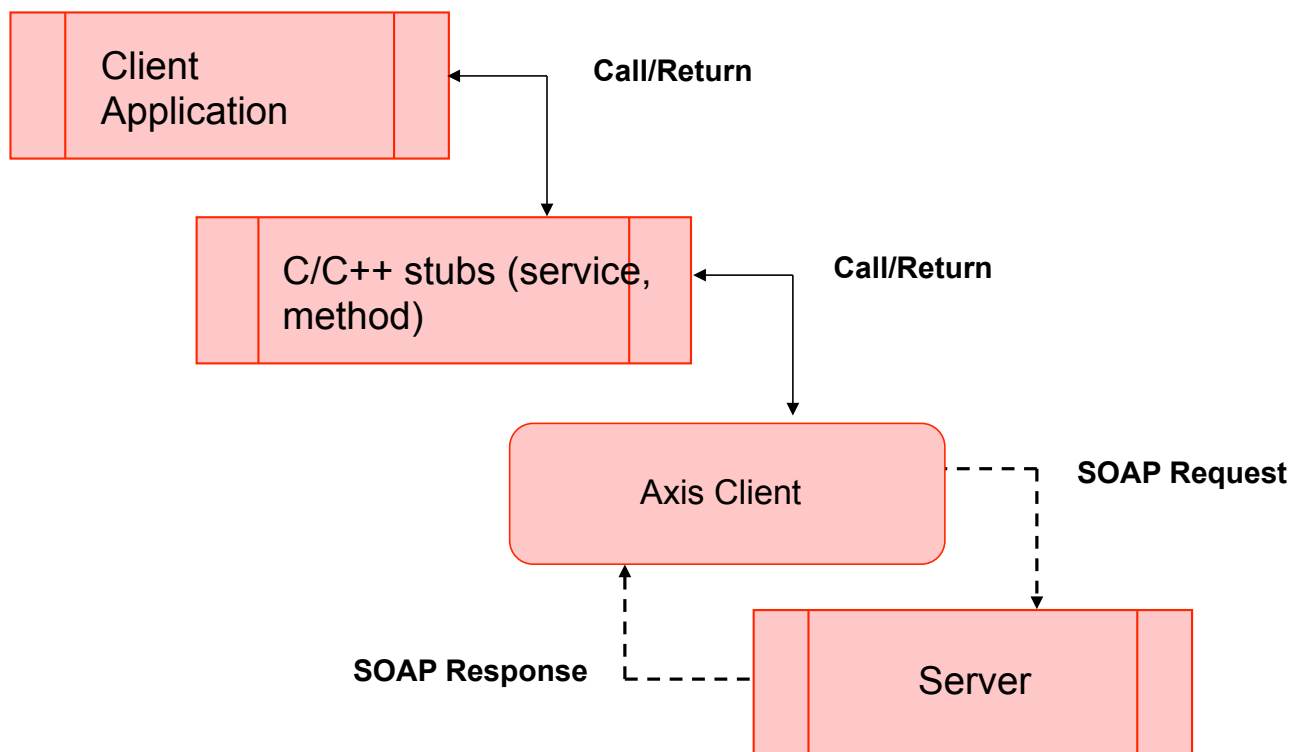 Client
Application
Call/Return
C/C++ stubs (service,
method)
Call/Return
Axis Client
SOAP Request
SOAP Response
Server